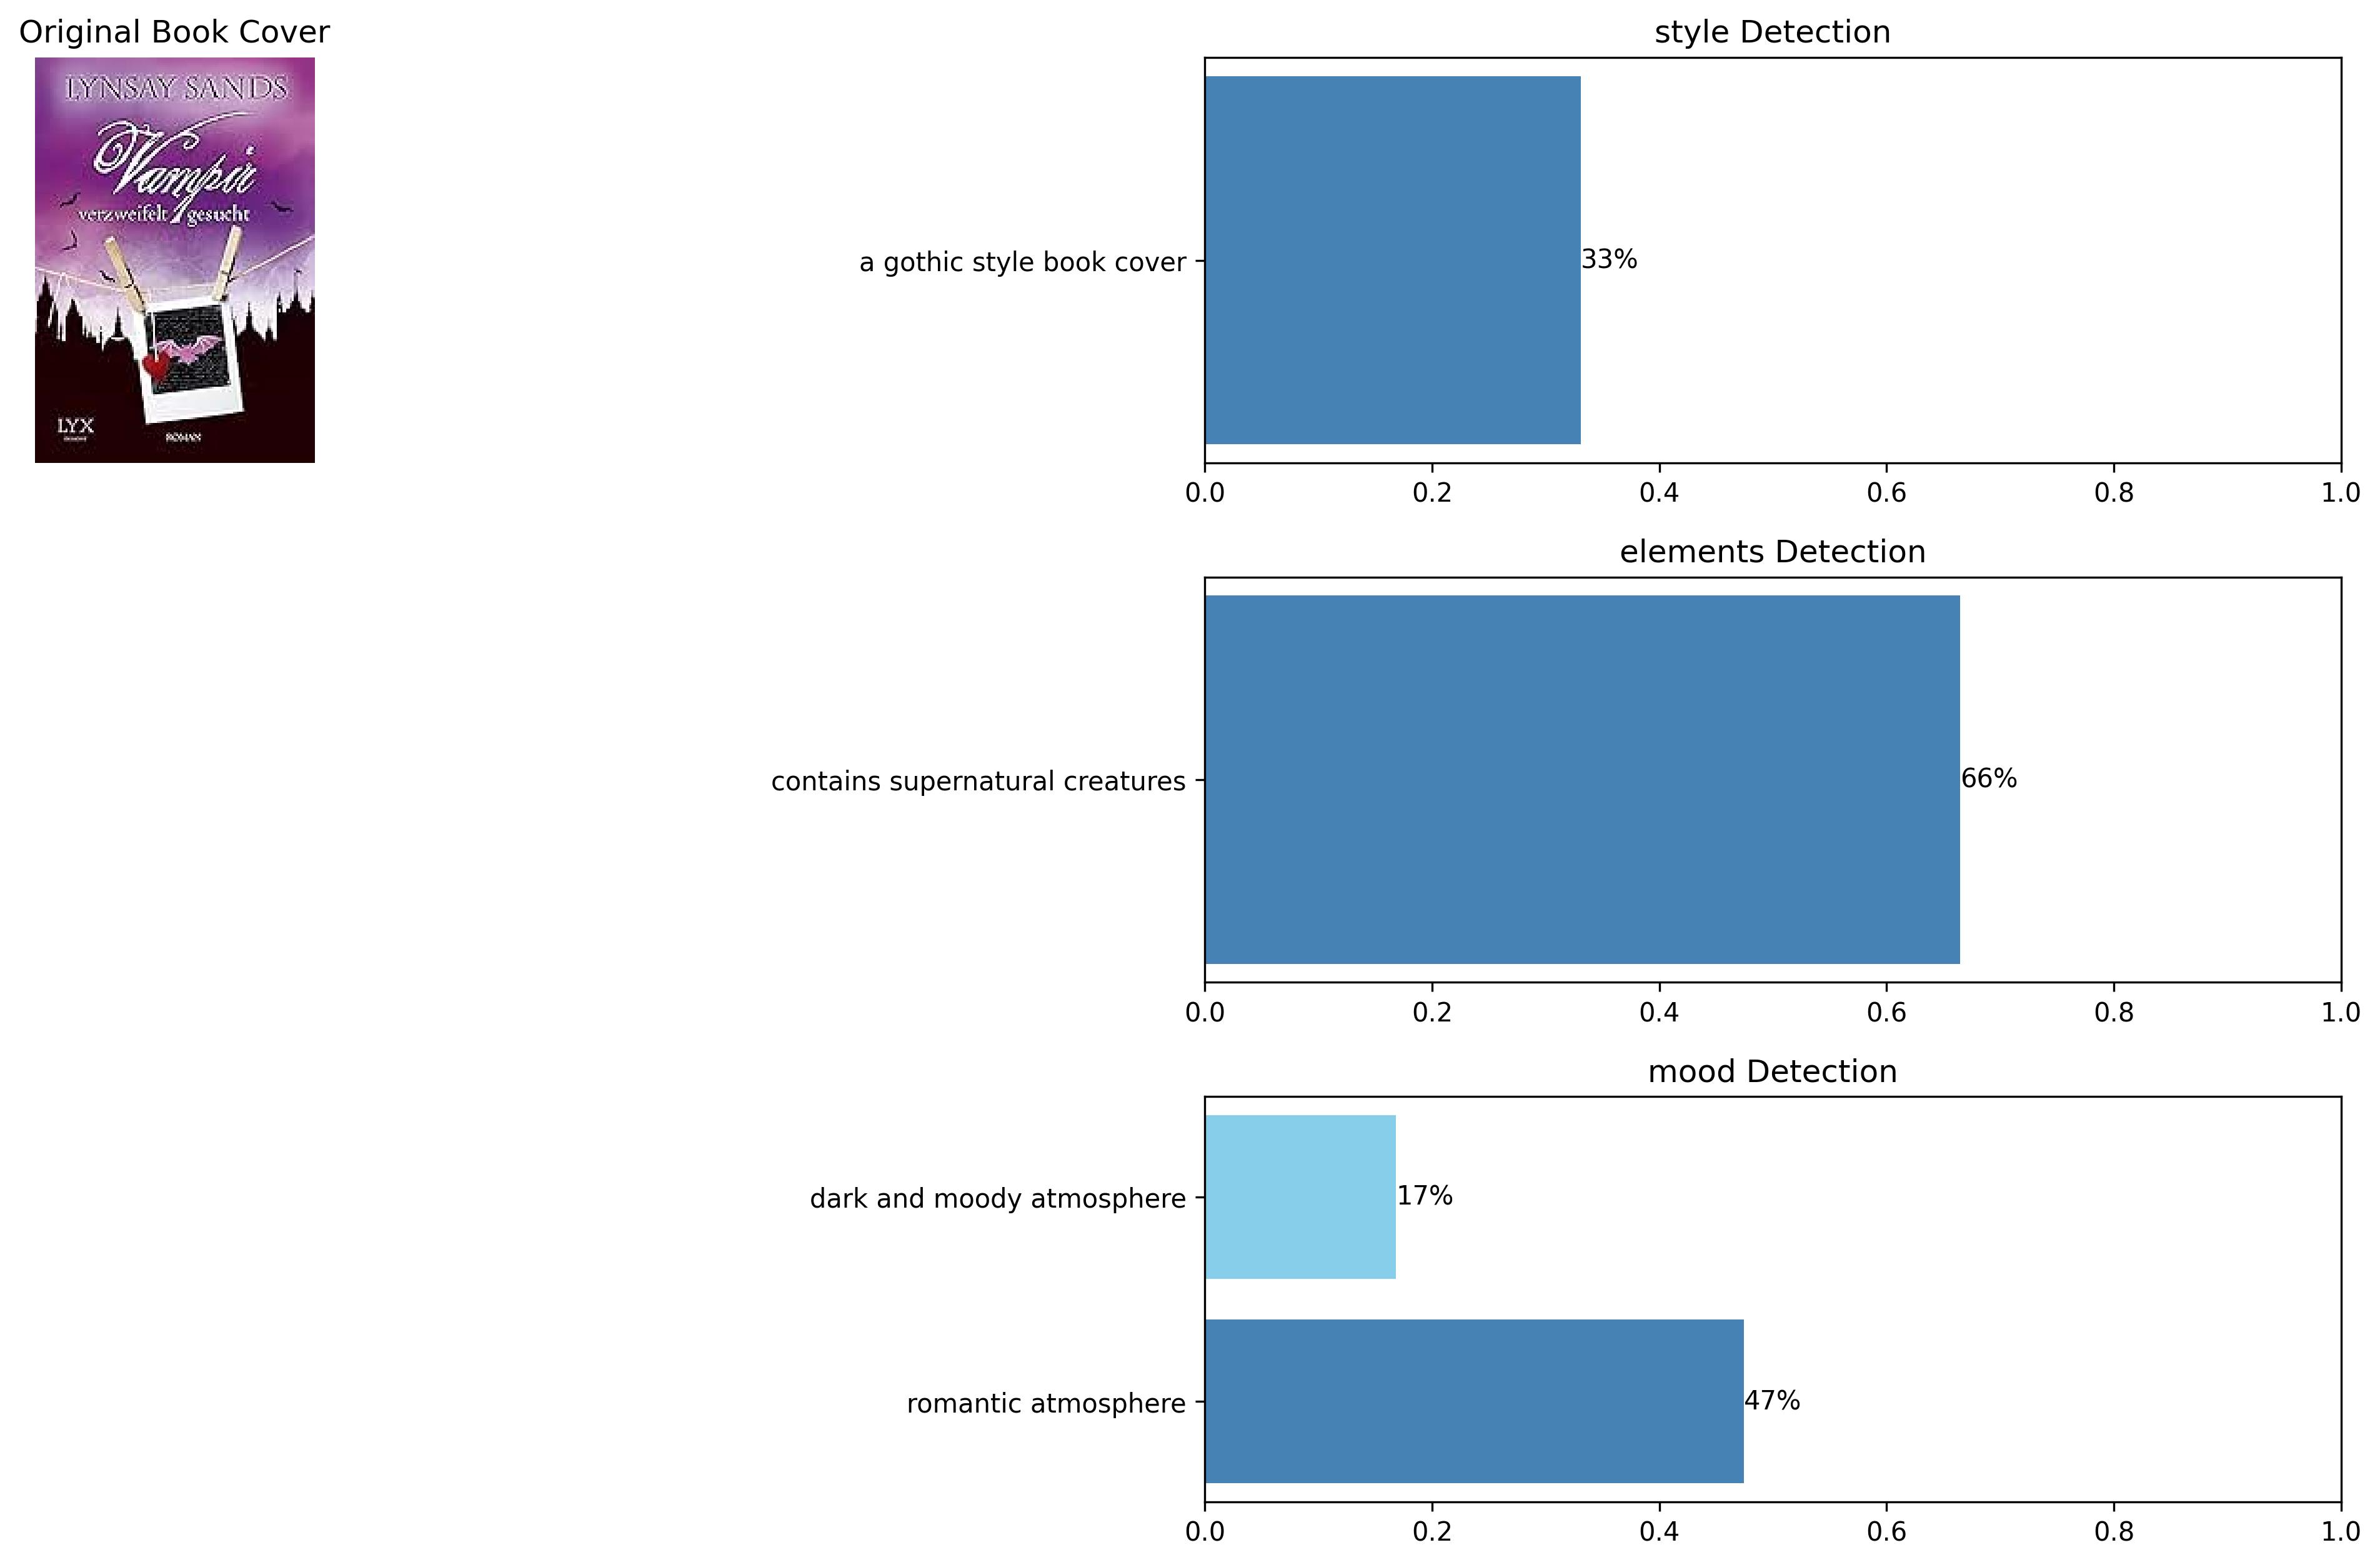 Original Book Cover
LYNSAY SANDS
Vampir
verzweifelt gesucht
LYX
ROMAN
style Detection
a gothic style book cover
33%
0.0 0.2 0.4 0.6 0.8 1.0
elements Detection
contains supernatural creatures
66%
0.0 0.2 0.4 0.6 0.8 1.0
mood Detection
dark and moody atmosphere
17%
romantic atmosphere
47%
0.0 0.2 0.4 0.6 0.8 1.0